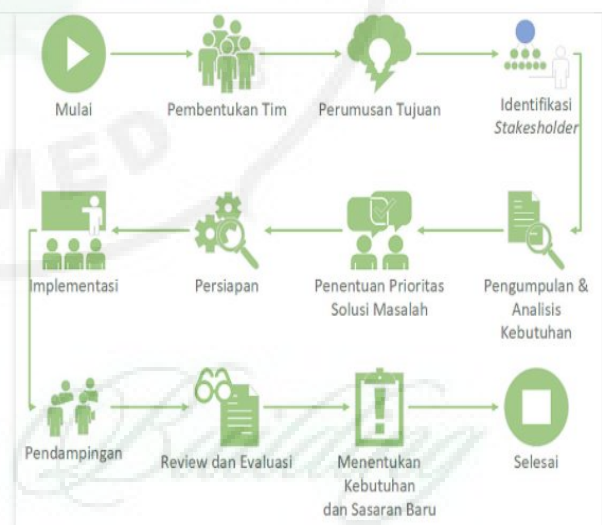 Mulai
Pembentukan Tim
Perumusan Tujuan
Identifikasi
Stakesholder
Implementasi
Persiapan
Penentuan Prioritas
Solusi Masalah
Pengumpulan &
Analisis
Kebutuhan
Pendampingan
Review dan Evaluasi
Menentukan
Kebutuhan
dan Sasaran Baru
Selesai